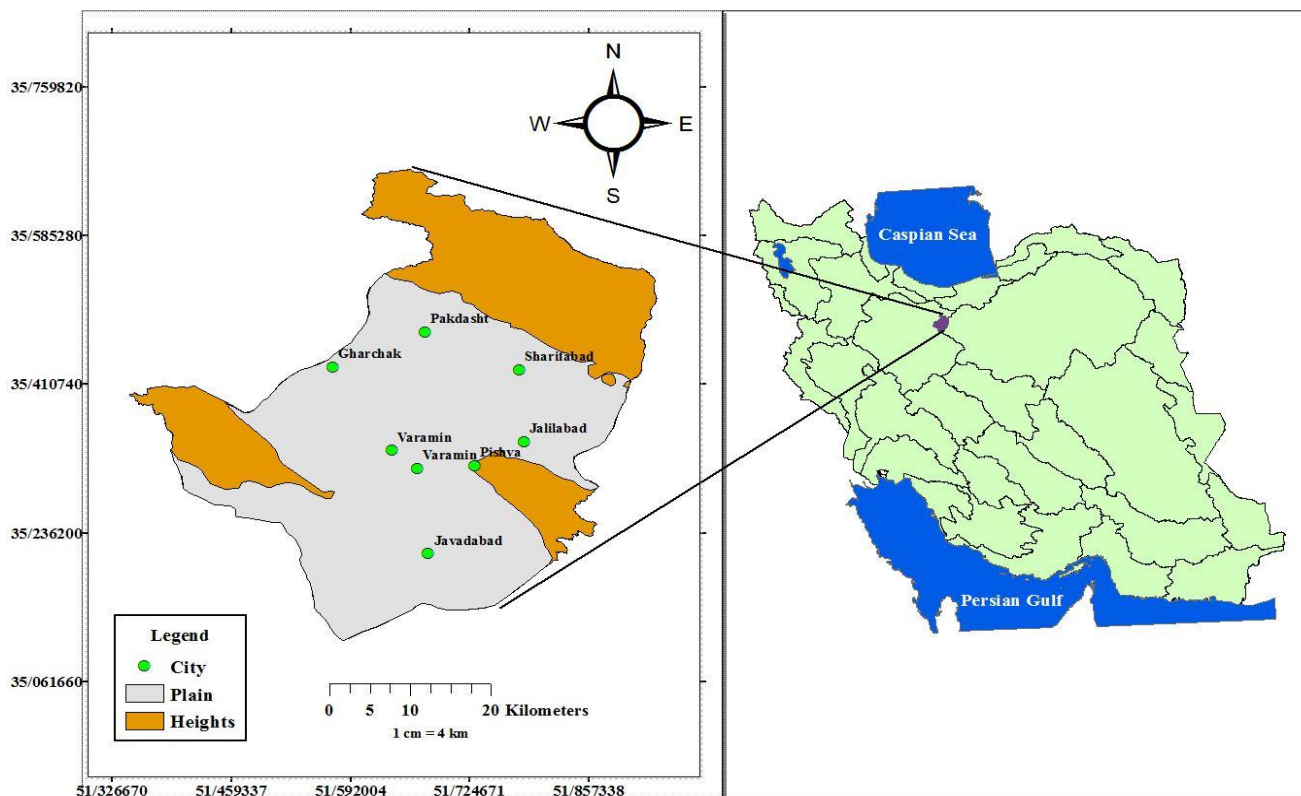 N
W E
S
35/759820
35/585280
35/410740
35/236200
35/061660
Pakdasht
Gharchak
Sharifabad
Jalilabad
Varamin
Varamin
Pishva
Javadabad
Legend
City
Plain
Heights
0 5 10 20 Kilometers
1 cm = 4 km
51/326670 51/459337 51/592004 51/724671 51/857338
Caspian Sea
Persian Gulf